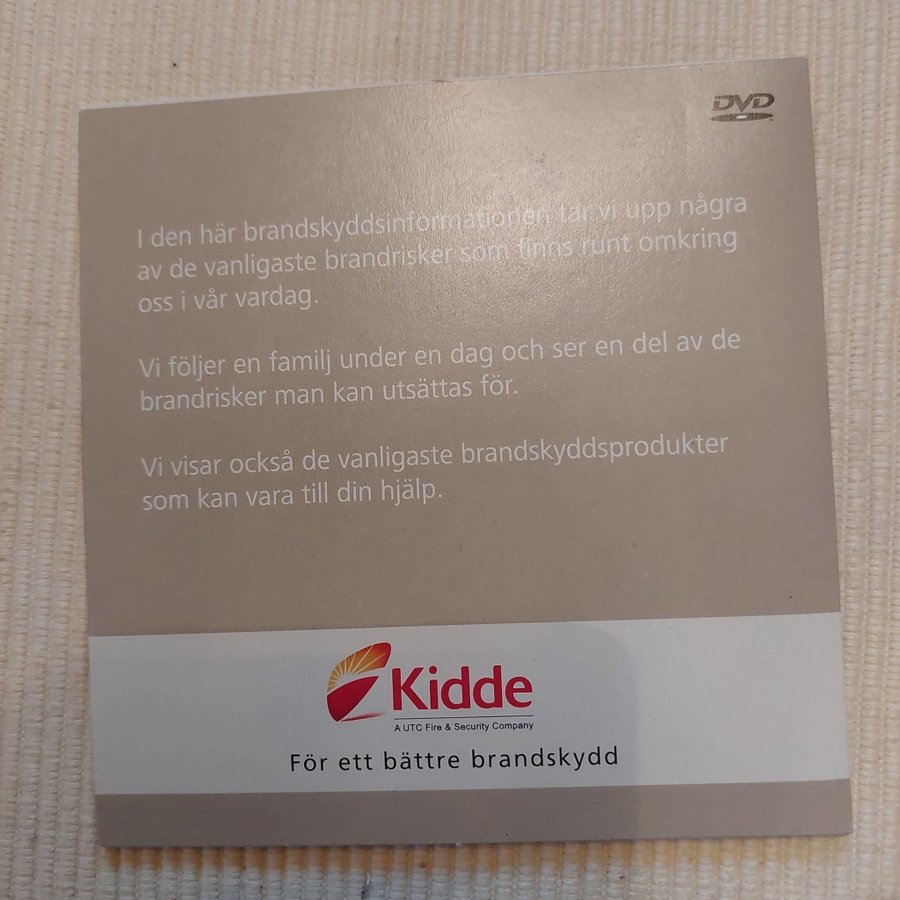 DVD
I den här brandskyddsinformationen tar vi upp några
av de vanligaste brandrisker som finns runt omkring
oss i vår vardag.
Vi följer en familj under en dag och ser en del av de
brandrisker man kan utsättas för.
Vi visar också de vanligaste brandskyddsprodukter
som kan vara till din hjälp.
Kidde
A UTC Fire & Security Company
För ett bättre brandskydd